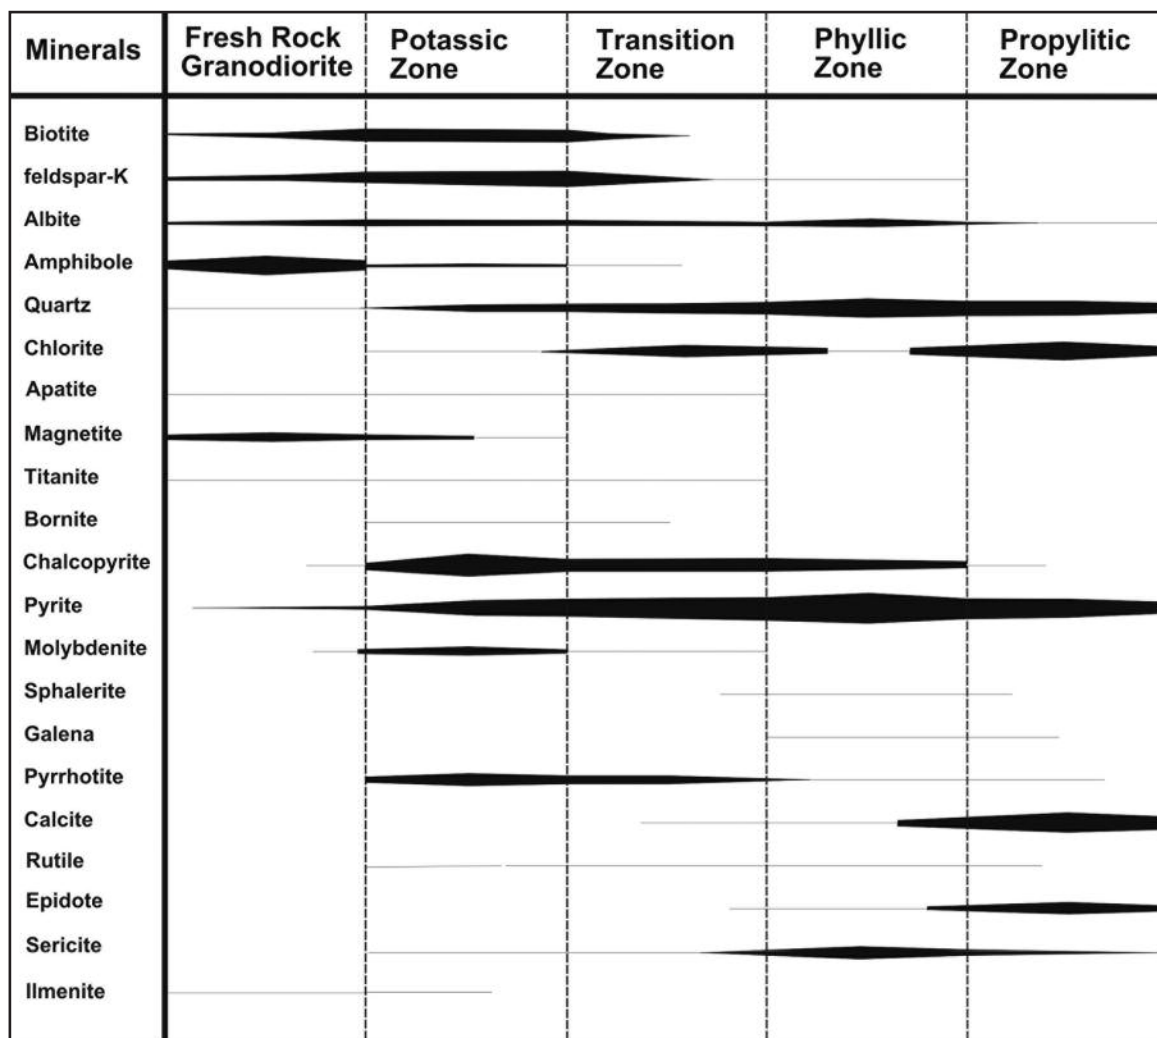 Minerals
Fresh Rock
Granodiorite
Potassic
Zone
Transition
Zone
Phyllic
Zone
Propylitic
Zone
Biotite
feldspar-K
Albite
Amphibole
Quartz
Chlorite
Apatite
Magnetite
Titanite
Bornite
Chalcopyrite
Pyrite
Molybdenite
Sphalerite
Galena
Pyrrhotite
Calcite
Rutile
Epidote
Sericite
Ilmenite